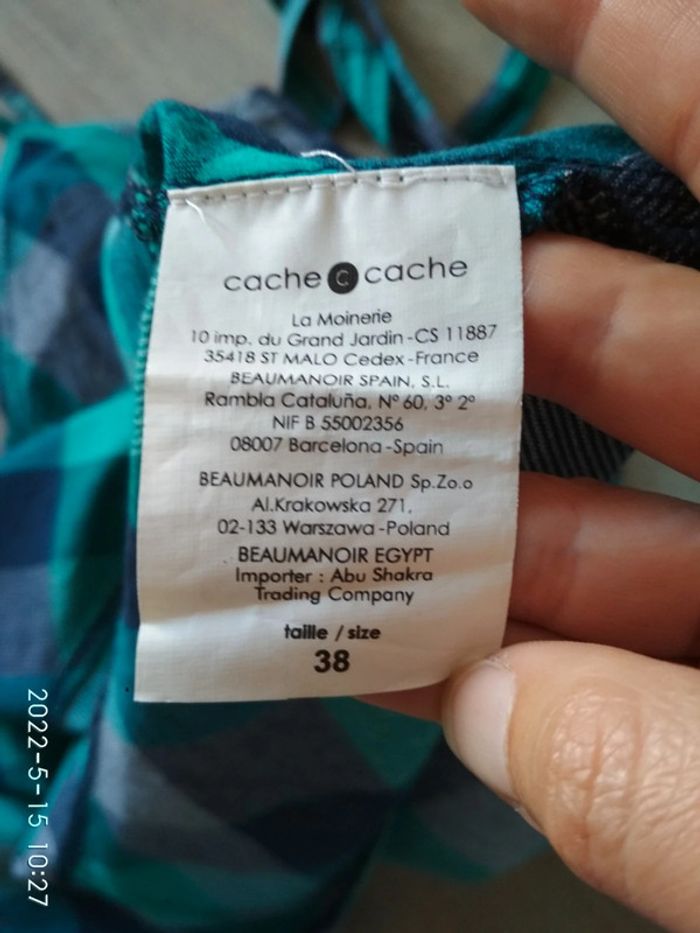 cache c cache
La Moinerie
10 imp. du Grand Jardin-CS 11887
35418 ST MALO Cedex-France
BEAUMANOIR SPAIN, S.L.
Rambla Cataluña, Nº 60, 3º 2º
NIF B 55002356
08007 Barcelona-Spain
BEAUMANOIR POLAND Sp.Zo.o
Al.Krakowska 271,
02-133 Warszawa-Poland
BEAUMANOIR EGYPT
Importer : Abu Shakra
Trading Company
taille / size
38
2022-5-15 10:27